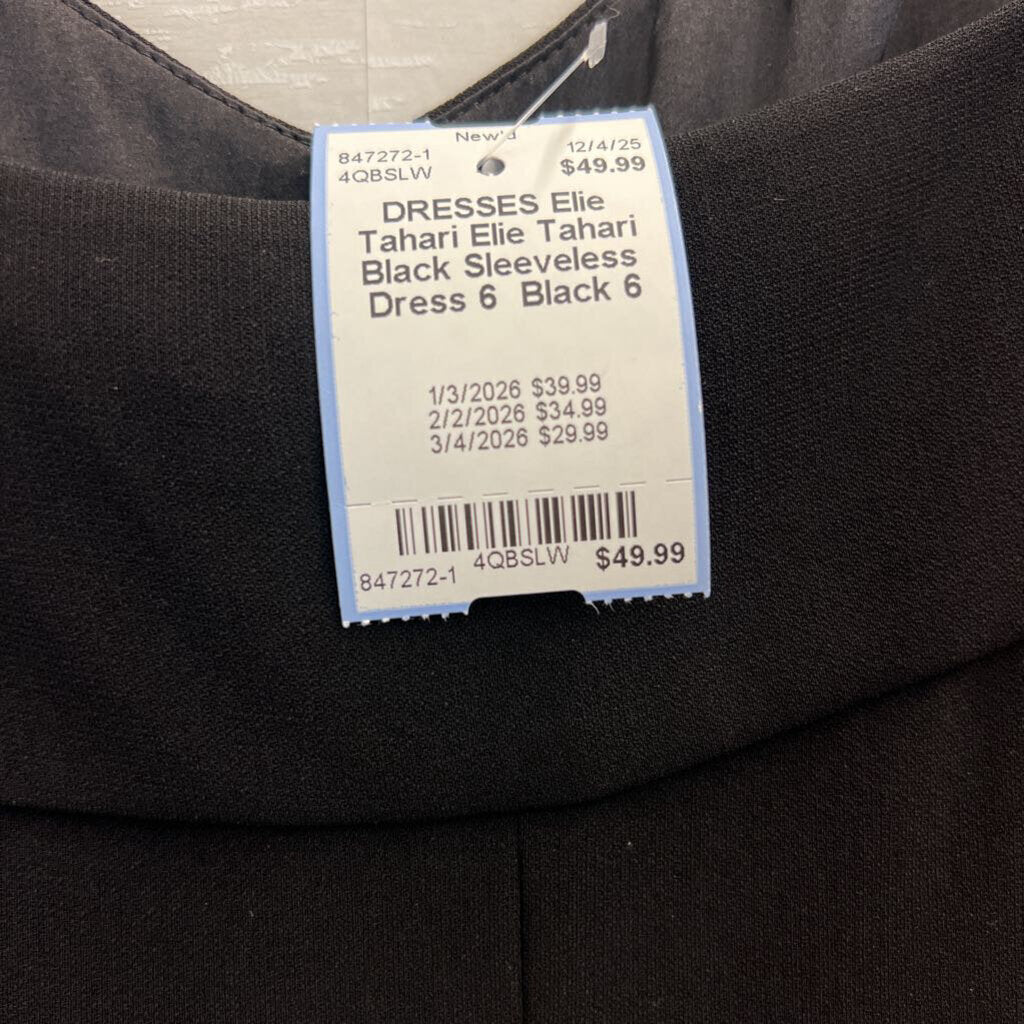 New'd
847272-1 12/4/25
4QBSLW $49.99
DRESSES Elie
Tahari Elie Tahari
Black Sleeveless
Dress 6 Black 6
1/3/2026 $39.99
2/2/2026 $34.99
3/4/2026 $29.99
847272-1 4QBSLW $49.99